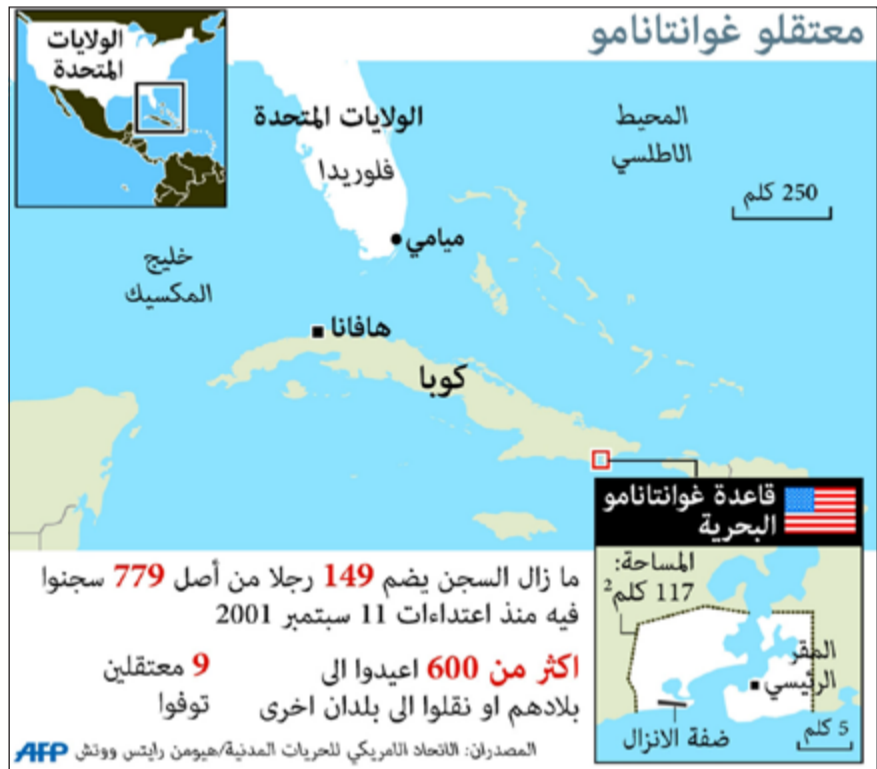 معتقلو غوانتانامو
الولايات
المتحدة
الولايات المتحدة
فلوريدا
المحيط
الاطلسي
250 كلم
ميامي
خليج
المكسيك
هافانا
كوبا
قاعدة غوانتانامو
البحرية
المساحة:
117 كلم²
المقر
الرئيسي
ضفة الانزال
5 كلم
ما زال السجن يضم 149 رجلا من أصل 779 سجنوا
فيه منذ اعتداءات 11 سبتمبر 2001
اكثر من 600 اعيدوا الى
بلادهم او نقلوا الى بلدان اخرى
9 معتقلين
توفوا
المصدران: الاتحاد الامريكي للحريات المدنية/هيومن رايتس ووتش AFP